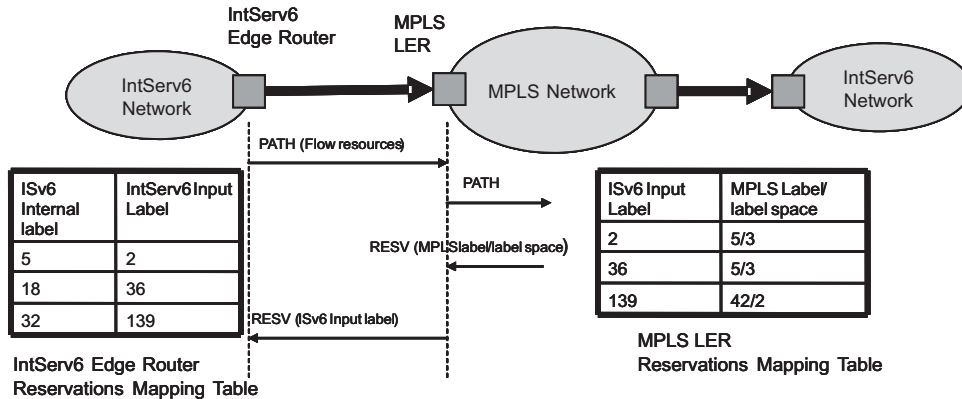 IntServ6
Edge Router
MPLS
LER
IntServ6
Network
MPLS Network
IntServ6
Network
PATH (Flow resources)
PATH
RESV (MPLSlabel/label space)
RESV (ISv6 Input label)
ISv6
Internal
label
IntServ6 Input
Label
5
2
18
36
32
139
IntServ6 Edge Router
Reservations Mapping Table
ISv6 Input
Label
MPLS Label/
label space
2
5/3
36
5/3
139
42/2
MPLS LER
Reservations Mapping Table